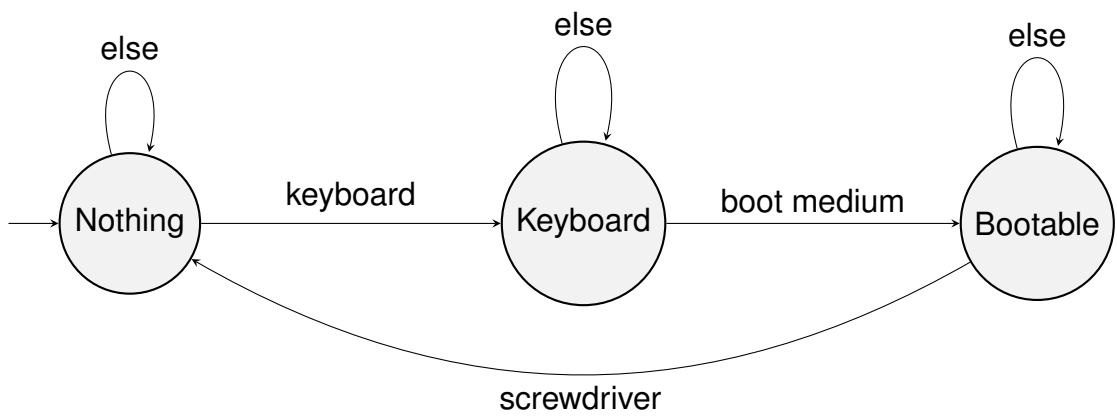 else
else
else
keyboard
boot medium
Nothing
Keyboard
Bootable
screwdriver